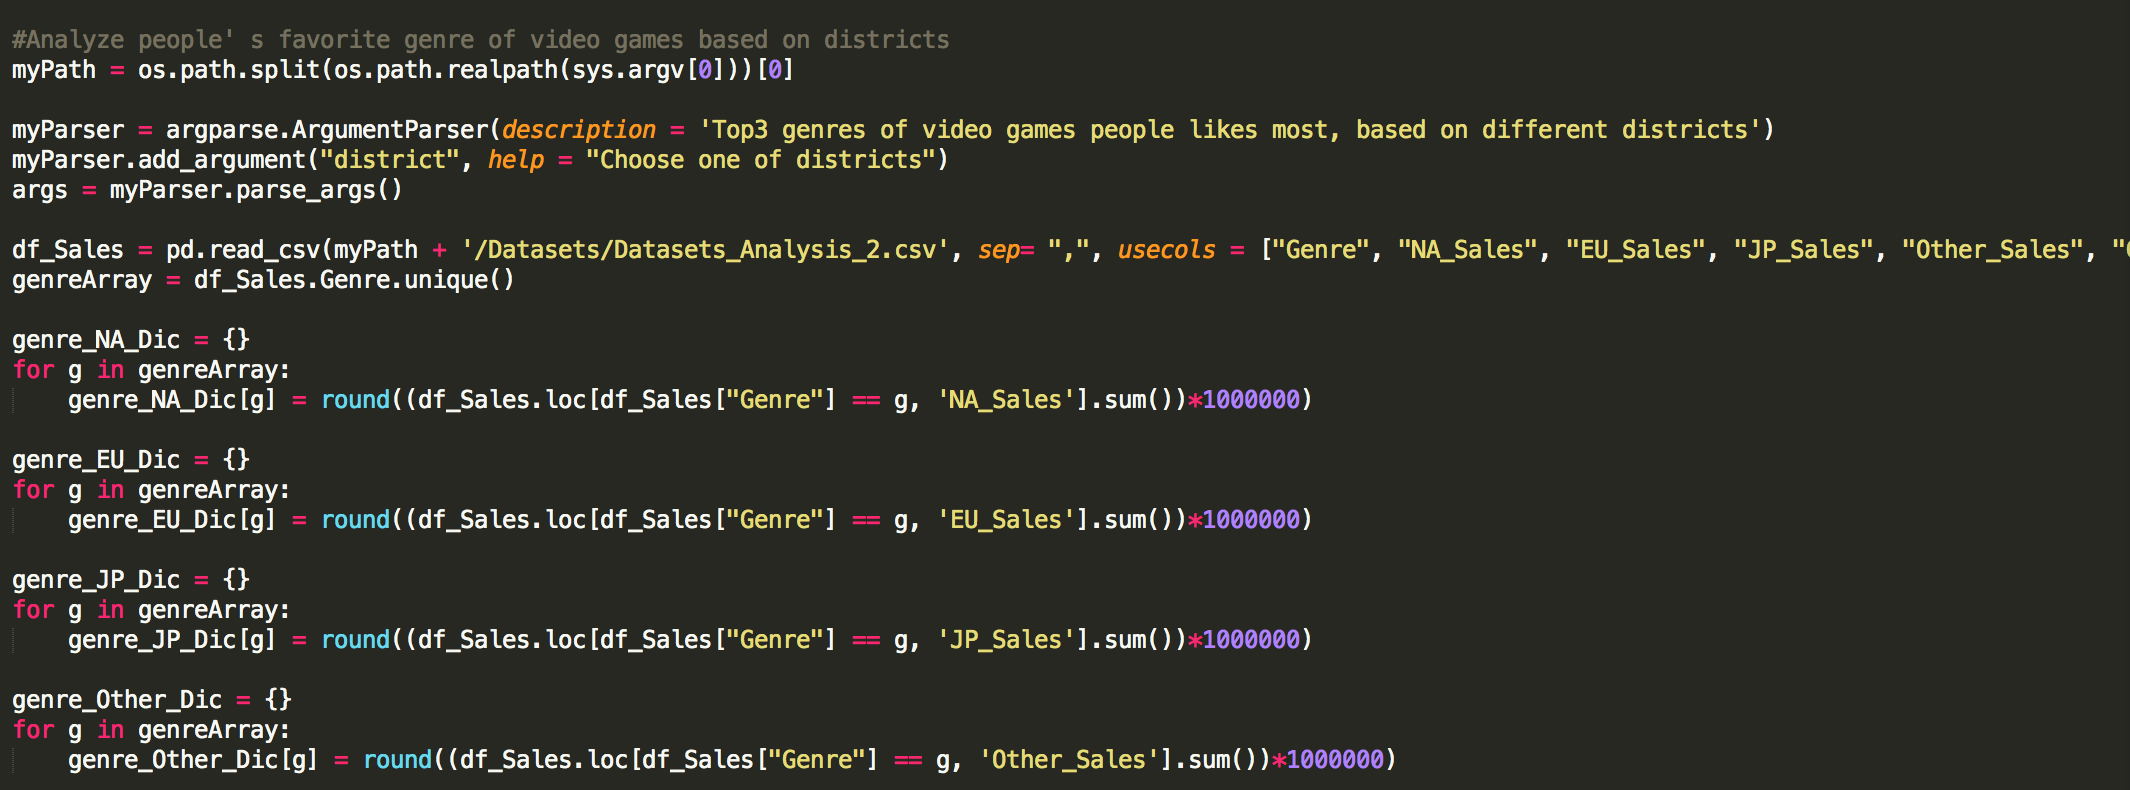 #Analyze people' s favorite genre of video games based on districts
myPath = os.path.split(os.path.realpath(sys.argv[0]))[0]
myParser = argparse.ArgumentParser(description = 'Top3 genres of video games people likes most, based on different districts')
myParser.add_argument("district", help = "Choose one of districts")
args = myParser.parse_args()
df_Sales = pd.read_csv(myPath + '/Datasets/Datasets_Analysis_2.csv', sep= ",", usecols = ["Genre", "NA_Sales", "EU_Sales", "JP_Sales", "Other_Sales",
genreArray = df_Sales.Genre.unique()
genre_NA_Dic = {}
for g in genreArray:
    genre_NA_Dic[g] = round((df_Sales.loc[df_Sales["Genre"] == g, 'NA_Sales'].sum())*1000000)
genre_EU_Dic = {}
for g in genreArray:
    genre_EU_Dic[g] = round((df_Sales.loc[df_Sales["Genre"] == g, 'EU_Sales'].sum())*1000000)
genre_JP_Dic = {}
for g in genreArray:
    genre_JP_Dic[g] = round((df_Sales.loc[df_Sales["Genre"] == g, 'JP_Sales'].sum())*1000000)
genre_Other_Dic = {}
for g in genreArray:
    genre_Other_Dic[g] = round((df_Sales.loc[df_Sales["Genre"] == g, 'Other_Sales'].sum())*1000000)